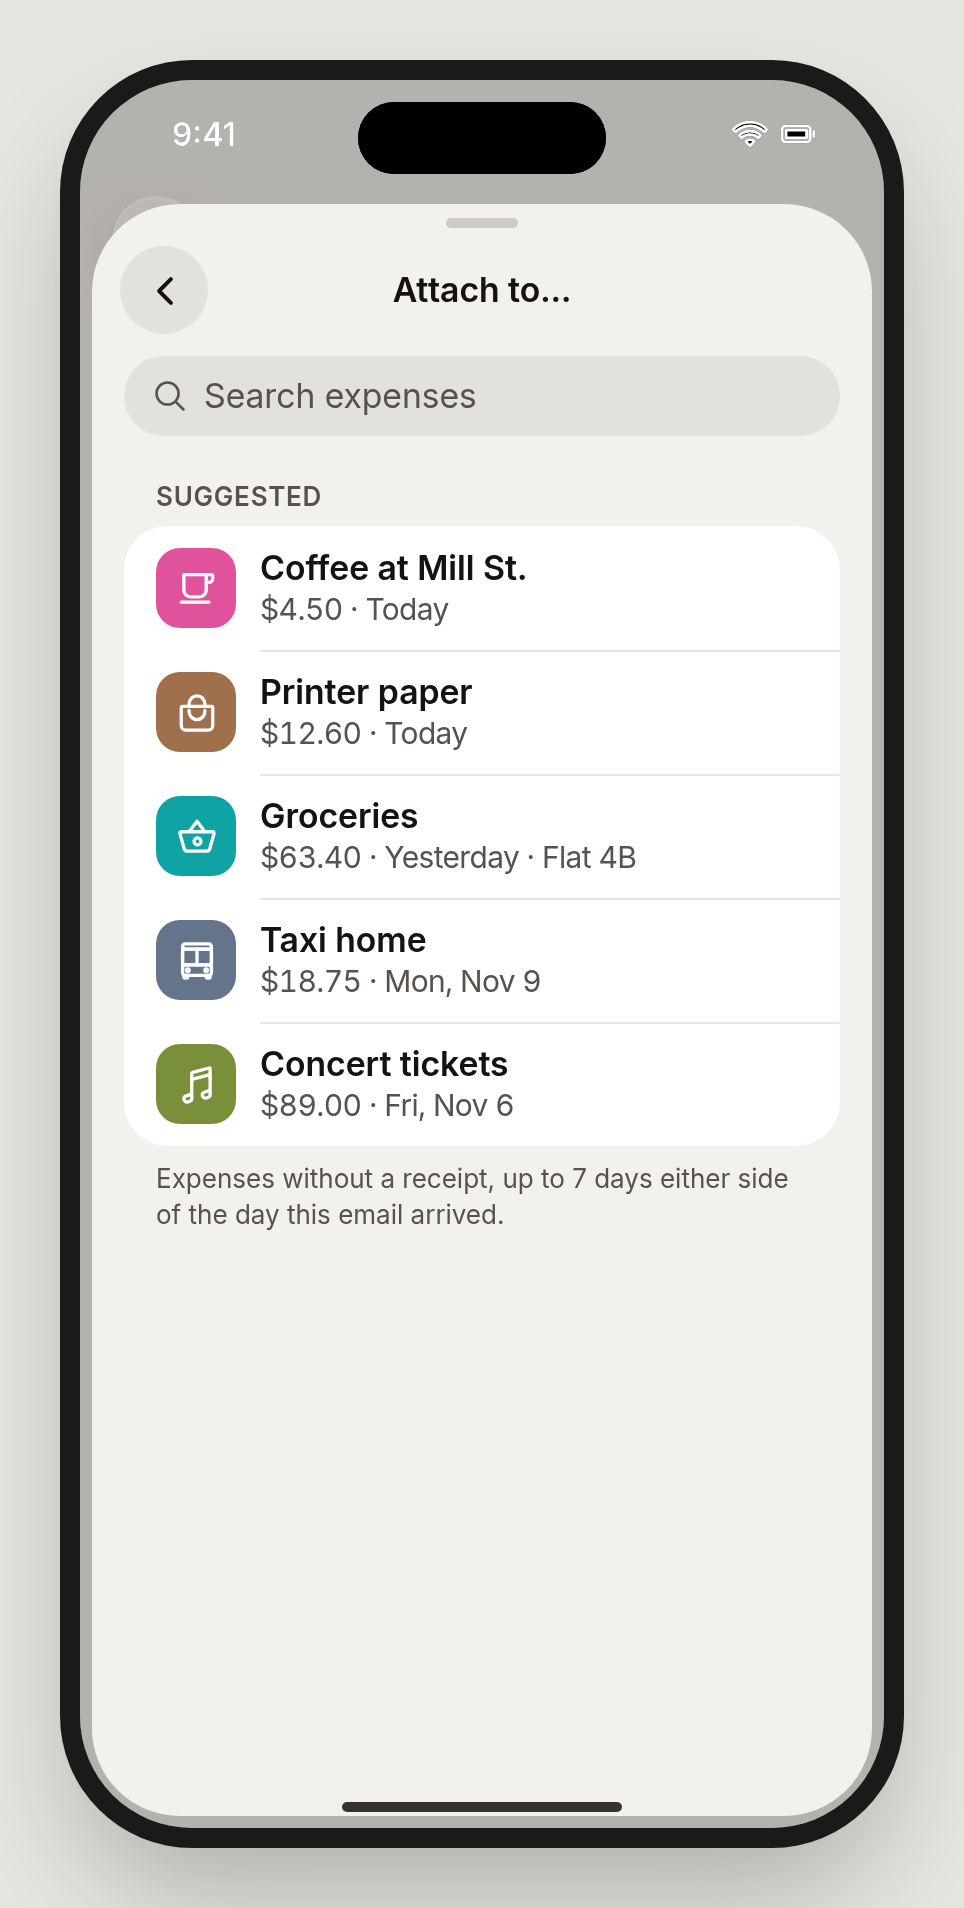 9:41
Attach to...
Search expenses
SUGGESTED
Coffee at Mill St.
$4.50 · Today
Printer paper
$12.60 · Today
Groceries
$63.40 · Yesterday · Flat 4B
Taxi home
$18.75 · Mon, Nov 9
Concert tickets
$89.00 · Fri, Nov 6
Expenses without a receipt, up to 7 days either side
of the day this email arrived.